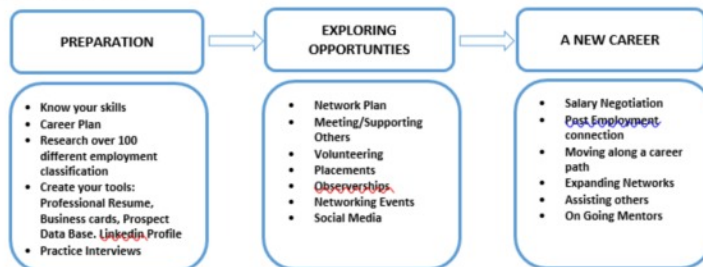 PREPARATION
EXPLORING
OPPORTUNTIES
A NEW CAREER
• Know your skills
• Career Plan
• Research over 100
different employment
classification
• Create your tools:
Professional Resume,
Business cards, Prospect
Data Base. Linkedin Profile
• Practice Interviews
• Network Plan
• Meeting/Supporting
Others
• Volunteering
• Placements
• Observerships
• Networking Events
• Social Media
• Salary Negotiation
• Post Employment
connection
• Moving along a career
path
• Expanding Networks
• Assisting others
• On Going Mentors